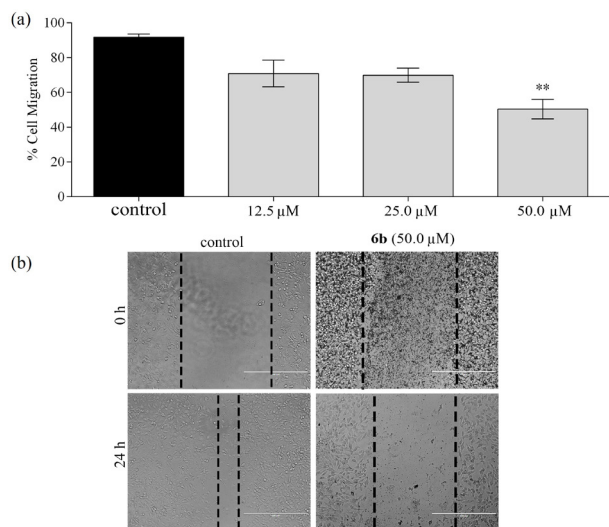 (a)
% Cell Migration
100
80
60
40
20
0
**
control
12.5 µM
25.0 µM
50.0 µM
(b)
control
6b (50.0 µM)
0 h
24 h